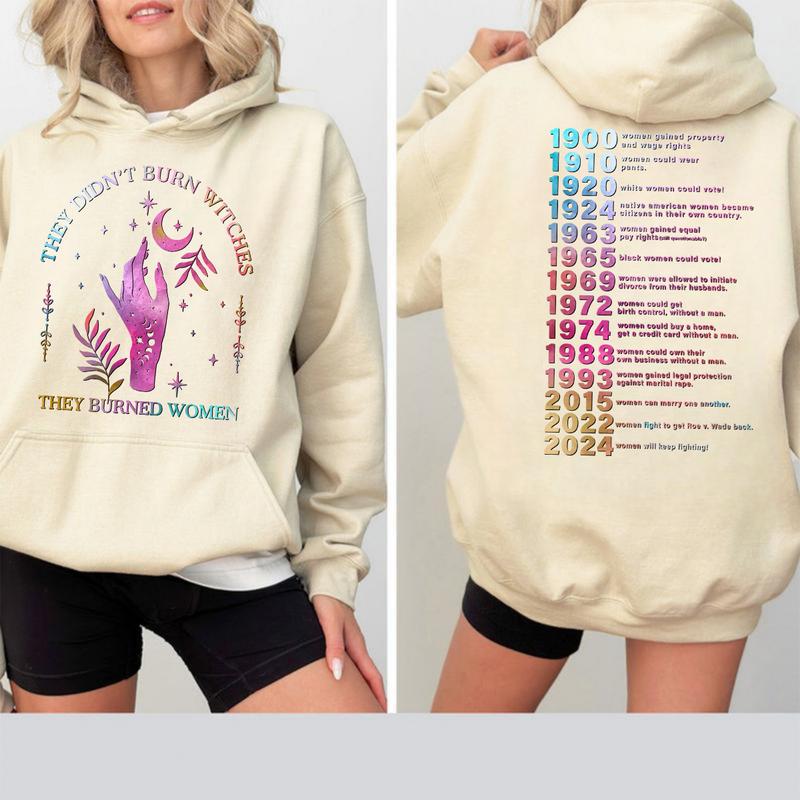 THEY DIDN'T BURN WITCHES
THEY BURNED WOMEN
1900 women gained property
and wage rights
1910 women could wear
pants.
1920 white women could vote!
1924 native american women became
citizens in their own country.
1963 women gained equal
pay rights(still questionable?)
1965 black women could vote!
1969 women were allowed to initiate
divorce from their husbands.
1972 women could get
birth control, without a man.
1974 women could buy a home,
get a credit card without a man.
1988 women could own their
own business without a man.
1993 women gained legal protection
against marital rape.
2015 women can marry one another.
2022 women fight to get Roe v. Wade back.
2024 women will keep fighting!